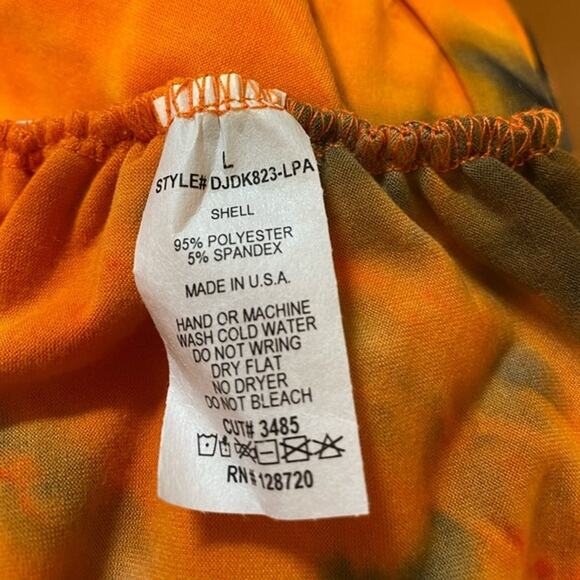 L
STYLE# DJDK823-LPA
SHELL
95% POLYESTER
5% SPANDEX
MADE IN U.S.A.
HAND OR MACHINE
WASH COLD WATER
DO NOT WRING
DRY FLAT
NO DRYER
DO NOT BLEACH
CUT# 3485
RN# 128720